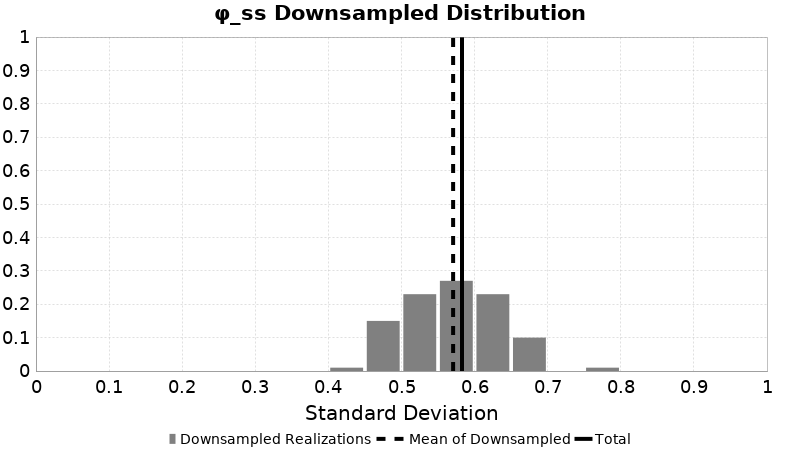 φ_ss Downsampled Distribution
1
0.9
0.8
0.7
0.6
0.5
0.4
0.3
0.2
0.1
0
0 0.1 0.2 0.3 0.4 0.5 0.6 0.7 0.8 0.9 1
Standard Deviation
Downsampled Realizations Mean of Downsampled Total